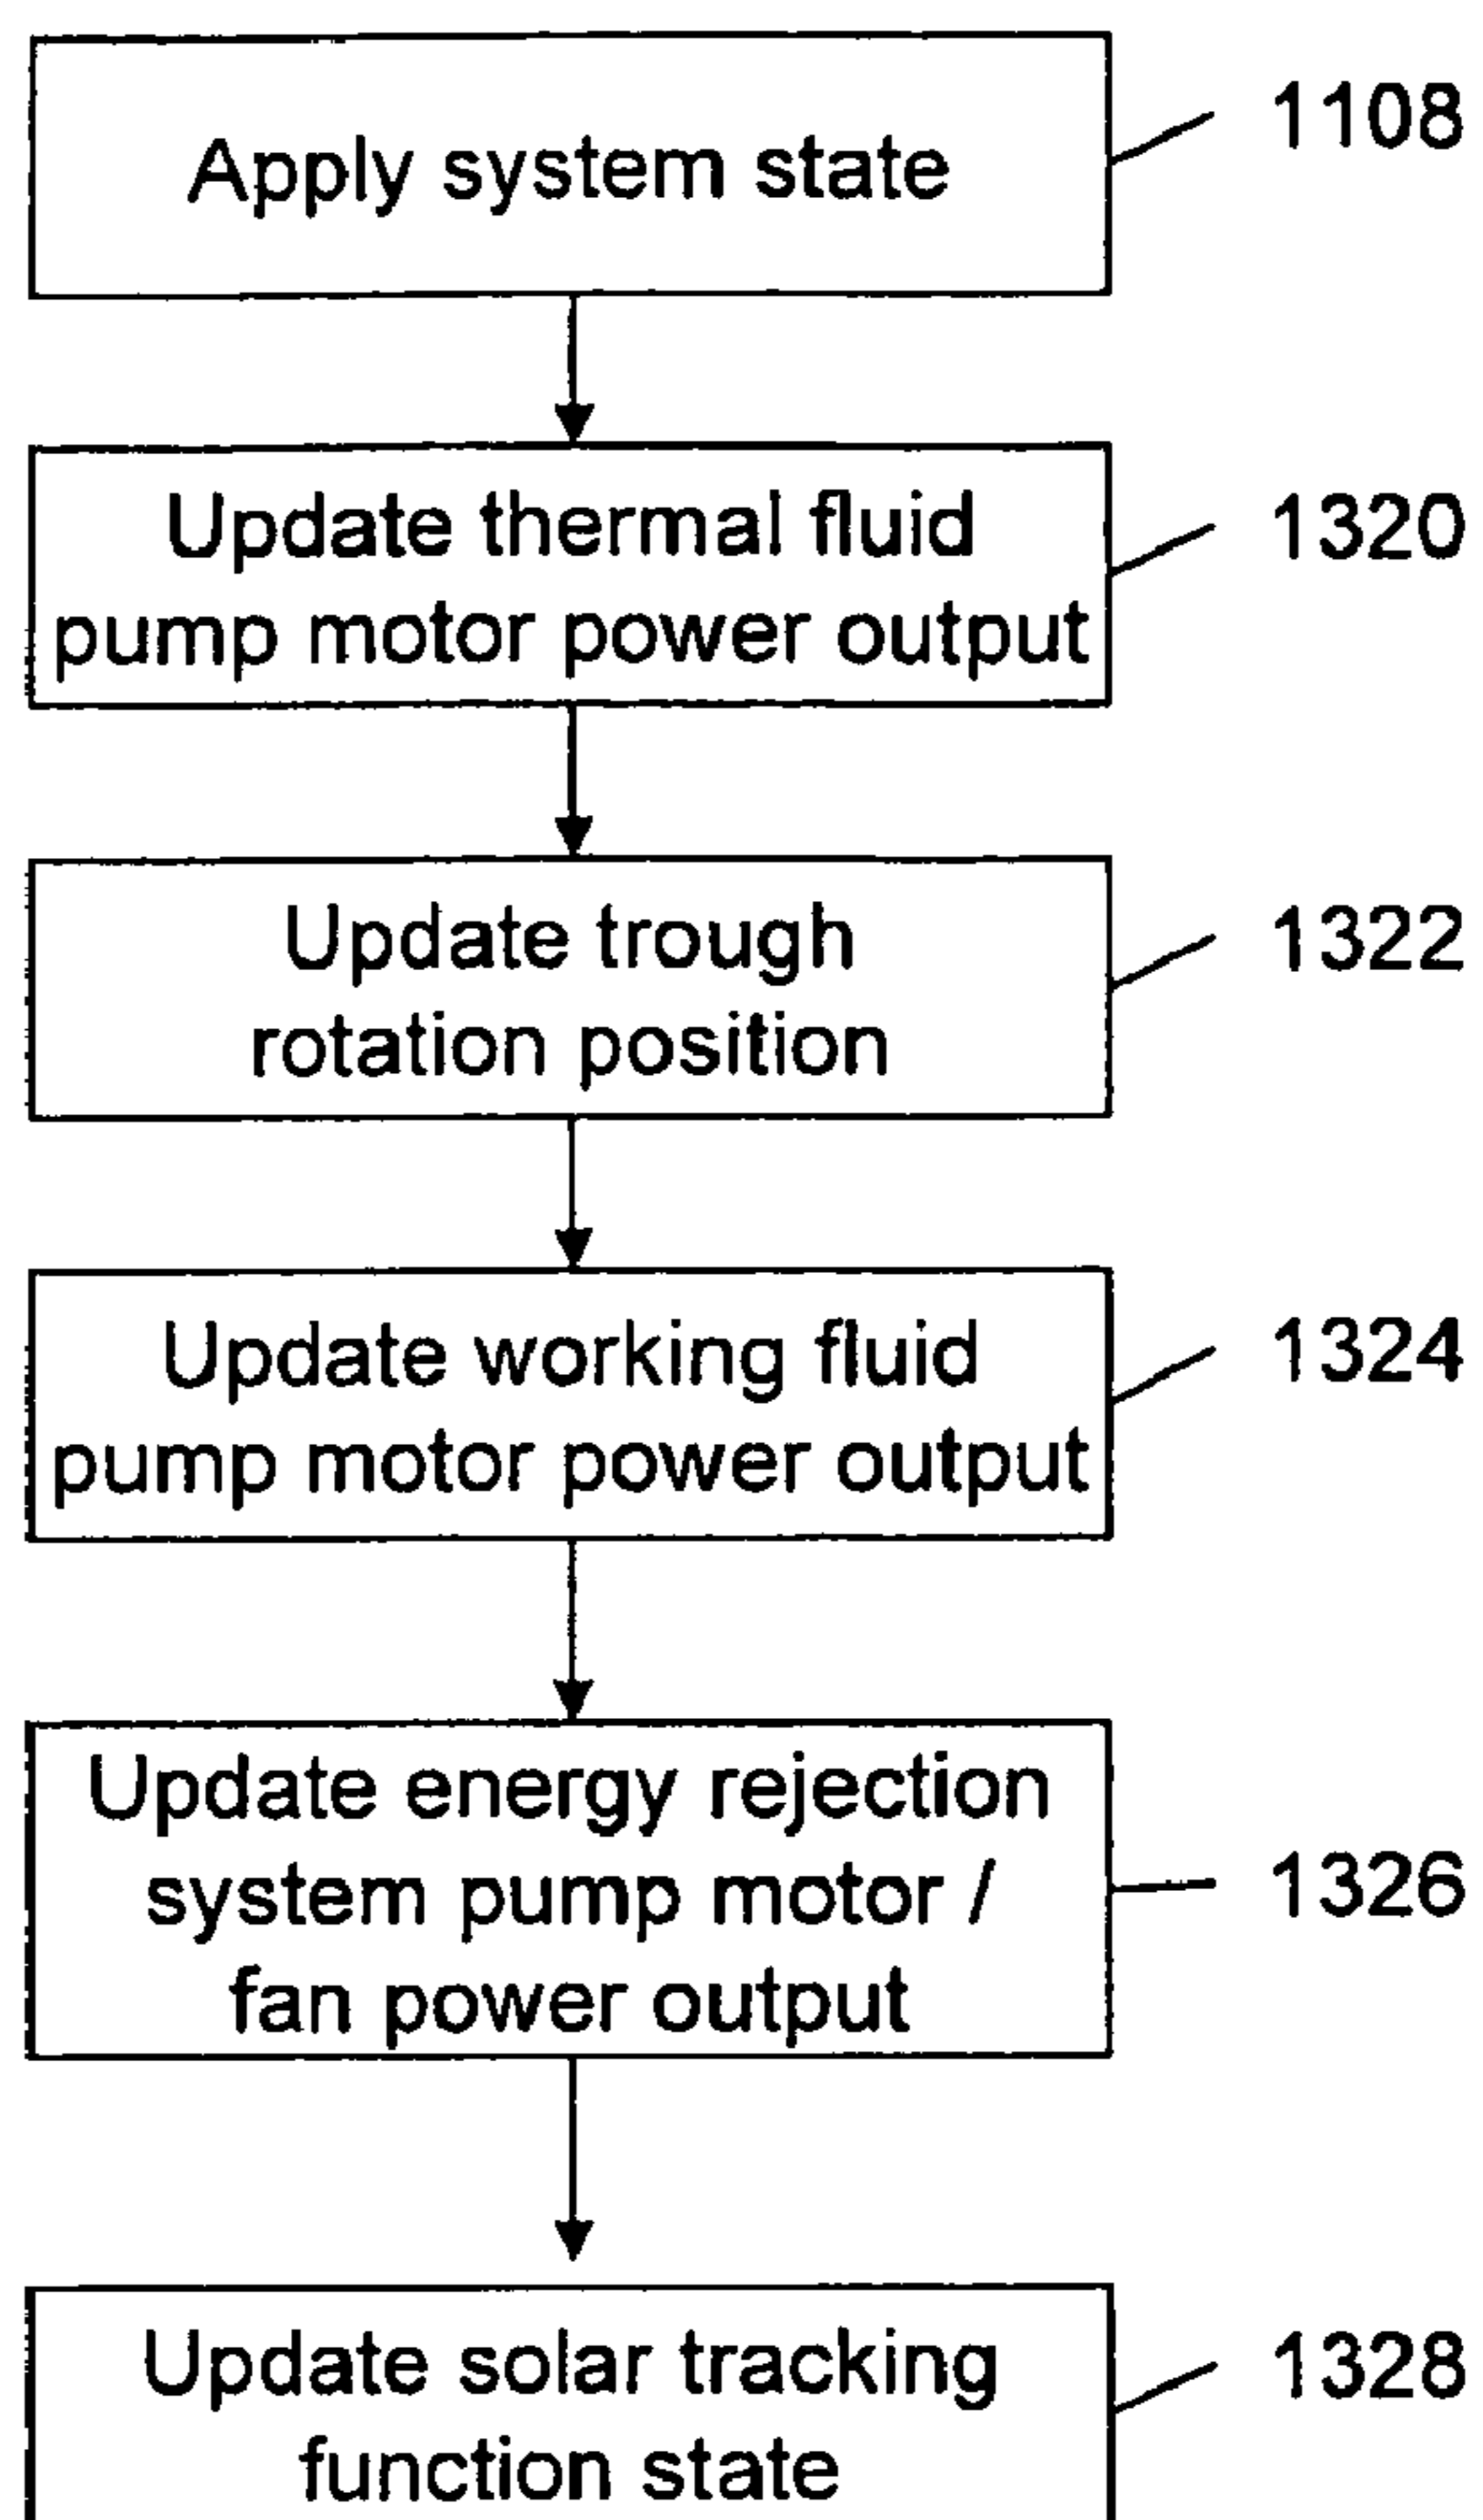 Apply system state
1108
Update thermal fluid
pump motor power output
1320
Update trough
rotation position
1322
Update working fluid
pump motor power output
1324
Update energy rejection
system pump motor /
fan power output
1326
Update solar tracking
function state
1328